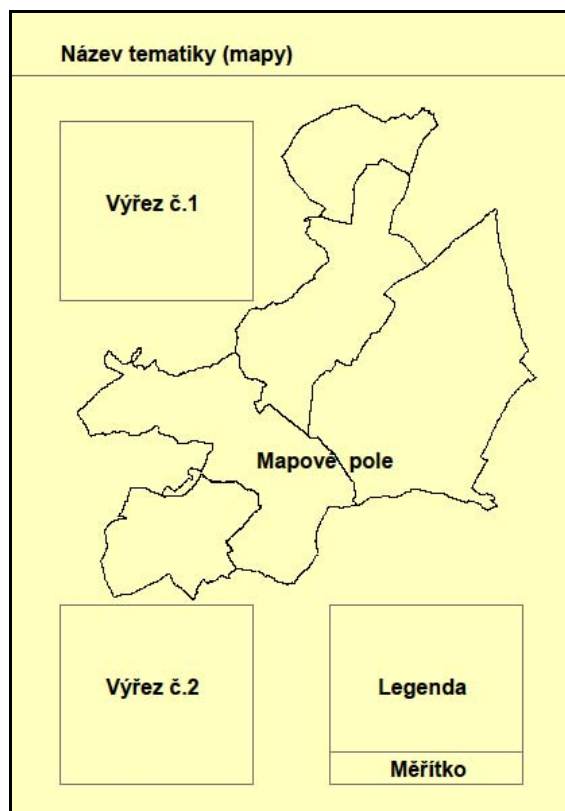 Název tematiky (mapy)
Výřez č.1
Mapové pole
Výřez č.2
Legenda
Měřítko